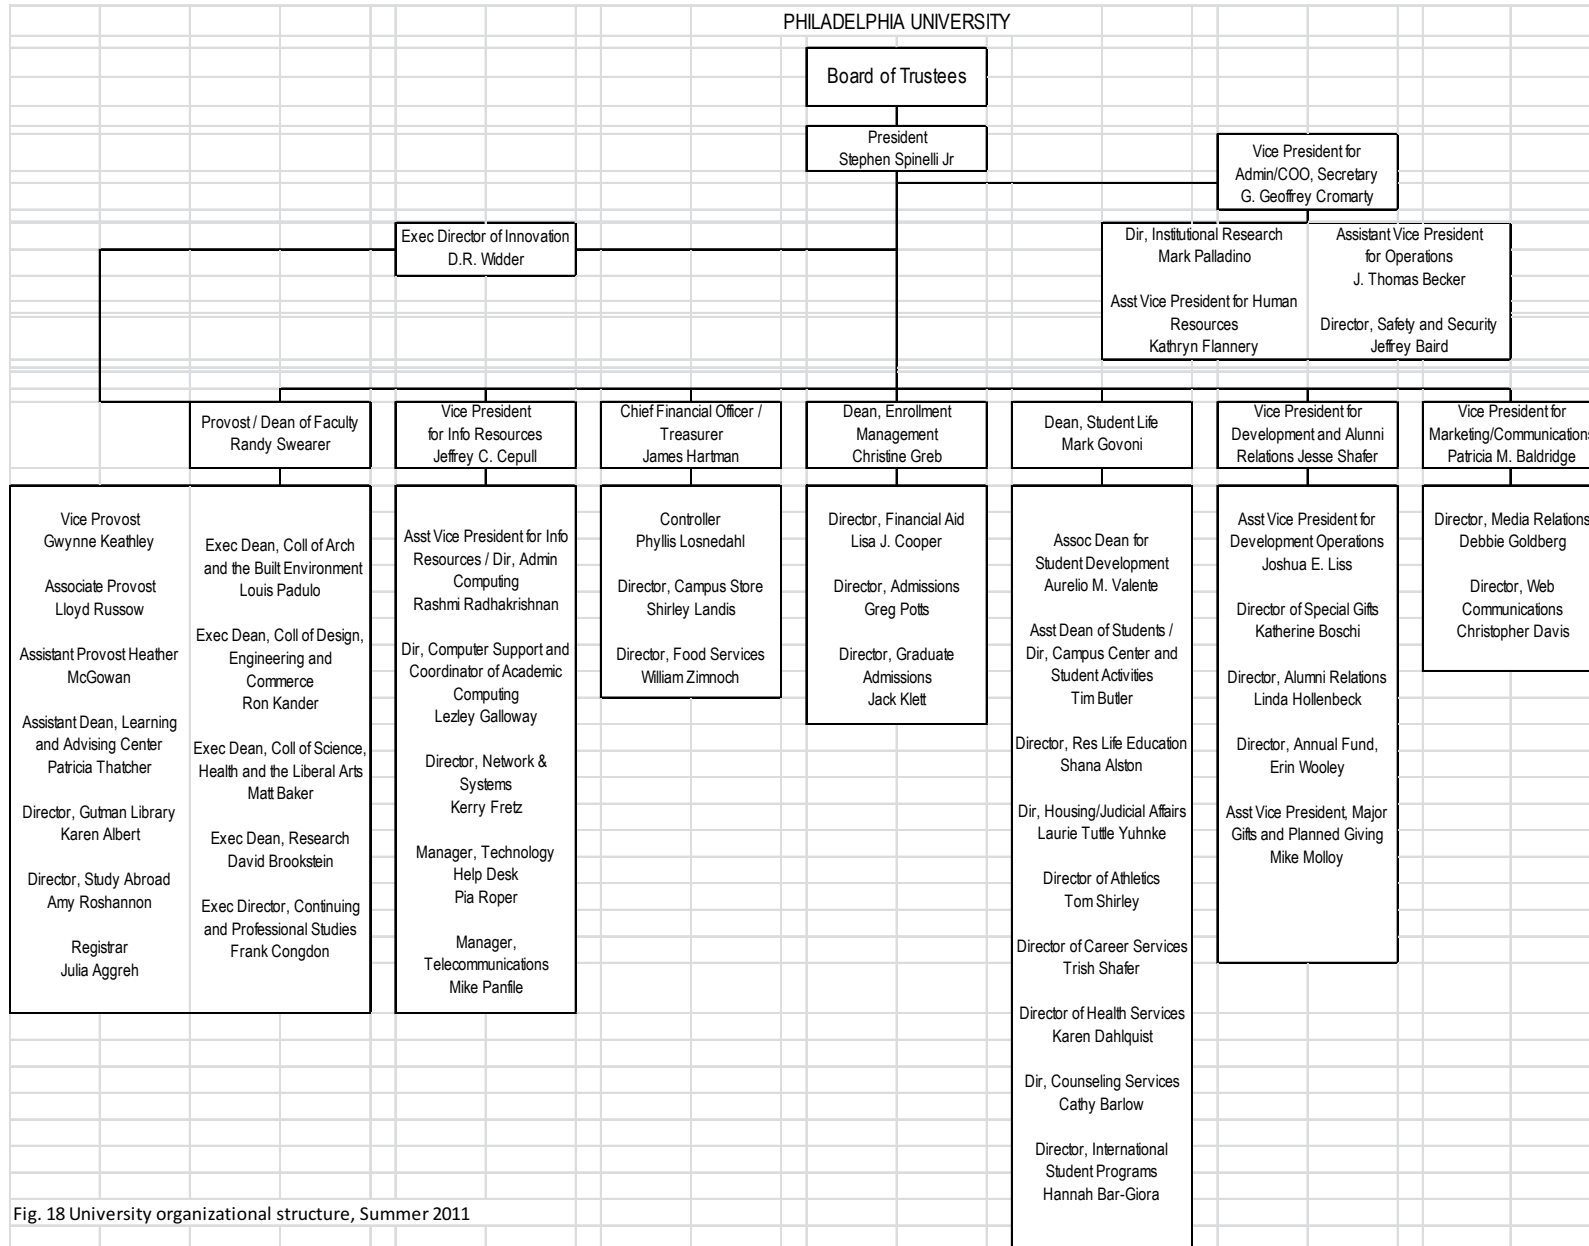 PHILADELPHIA UNIVERSITY
Board of Trustees
President
Stephen Spinelli Jr
Vice President for
Admin/COO, Secretary
G. Geoffrey Cromarty
Exec Director of Innovation
D.R. Widder
Dir, Institutional Research
Mark Palladino
Asst Vice President for Human
Resources
Kathryn Flannery
Assistant Vice President
for Operations
J. Thomas Becker
Director, Safety and Security
Jeffrey Baird
Provost / Dean of Faculty
Randy Swearer
Vice President
for Info Resources
Jeffrey C. Cepull
Chief Financial Officer /
Treasurer
James Hartman
Dean, Enrollment
Management
Christine Greb
Dean, Student Life
Mark Govoni
Vice President for
Development and Alumni
Relations Jesse Shafer
Vice President for
Marketing/Communications
Patricia M. Baldridge
Vice Provost
Gwynne Keathley
Associate Provost
Lloyd Russow
Assistant Provost Heather
McGowan
Assistant Dean, Learning
and Advising Center
Patricia Thatcher
Director, Gutman Library
Karen Albert
Director, Study Abroad
Amy Roshannon
Registrar
Julia Aggreh
Exec Dean, Coll of Arch
and the Built Environment
Louis Padulo
Exec Dean, Coll of Design,
Engineering and
Commerce
Ron Kander
Exec Dean, Coll of Science,
Health and the Liberal Arts
Matt Baker
Exec Dean, Research
David Brookstein
Exec Director, Continuing
and Professional Studies
Frank Congdon
Asst Vice President for Info
Resources / Dir, Admin
Computing
Rashmi Radhakrishnan
Dir, Computer Support and
Coordinator of Academic
Computing
Lezley Galloway
Director, Network &
Systems
Kerry Fretz
Manager, Technology
Help Desk
Pia Roper
Manager,
Telecommunications
Mike Panfile
Controller
Phyllis Losnedahl
Director, Campus Store
Shirley Landis
Director, Food Services
William Zimnoch
Director, Financial Aid
Lisa J. Cooper
Director, Admissions
Greg Potts
Director, Graduate
Admissions
Jack Klett
Assoc Dean for
Student Development
Aurelio M. Valente
Asst Dean of Students /
Dir, Campus Center and
Student Activities
Tim Butler
Director, Res Life Education
Shana Alston
Dir, Housing/Judicial Affairs
Laurie Tuttle Yuhnke
Director of Athletics
Tom Shirley
Director of Career Services
Trish Shafer
Director of Health Services
Karen Dahlquist
Dir, Counseling Services
Cathy Barlow
Director, International
Student Programs
Hannah Bar-Giora
Asst Vice President for
Development Operations
Joshua E. Liss
Director of Special Gifts
Katherine Boschi
Director, Alumni Relations
Linda Hollenbeck
Director, Annual Fund,
Erin Wooley
Asst Vice President, Major
Gifts and Planned Giving
Mike Molloy
Director, Media Relations
Debbie Goldberg
Director, Web
Communications
Christopher Davis
Fig. 18 University organizational structure, Summer 2011